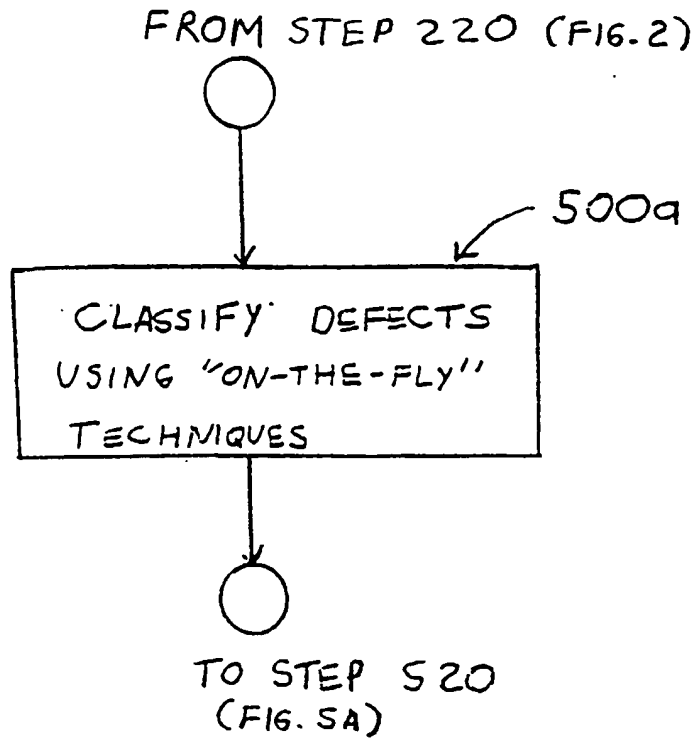 FROM STEP 220 (FIG. 2)
500a
CLASSIFY DEFECTS
USING "ON-THE-FLY"
TECHNIQUES
TO STEP 520
(FIG. 5A)